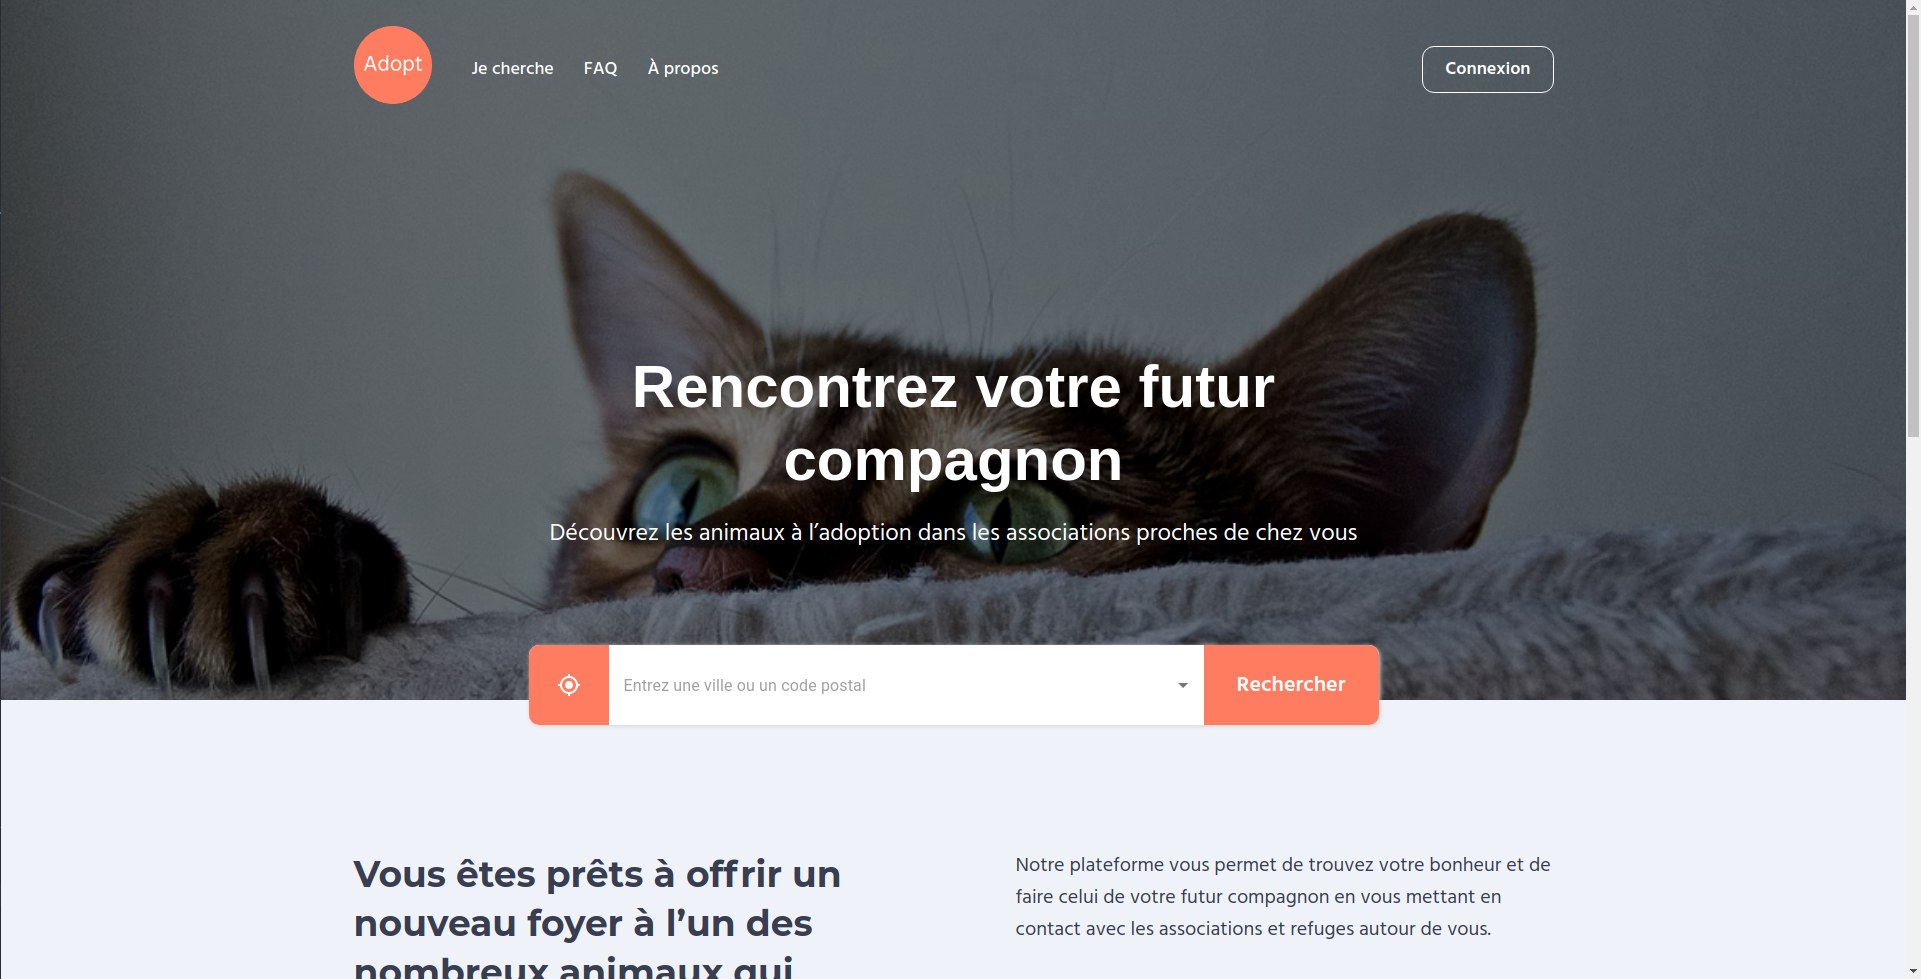 Adopt
Je cherche
FAQ
À propos
Connexion
Rencontrez votre futur
compagnon
Découvrez les animaux à l’adoption dans les associations proches de chez vous
Entrez une ville ou un code postal
Rechercher
Vous êtes prêts à offrir un
nouveau foyer à l’un des
nombreux animaux qui
Notre plateforme vous permet de trouvez votre bonheur et de
faire celui de votre futur compagnon en vous mettant en
contact avec les associations et refuges autour de vous.